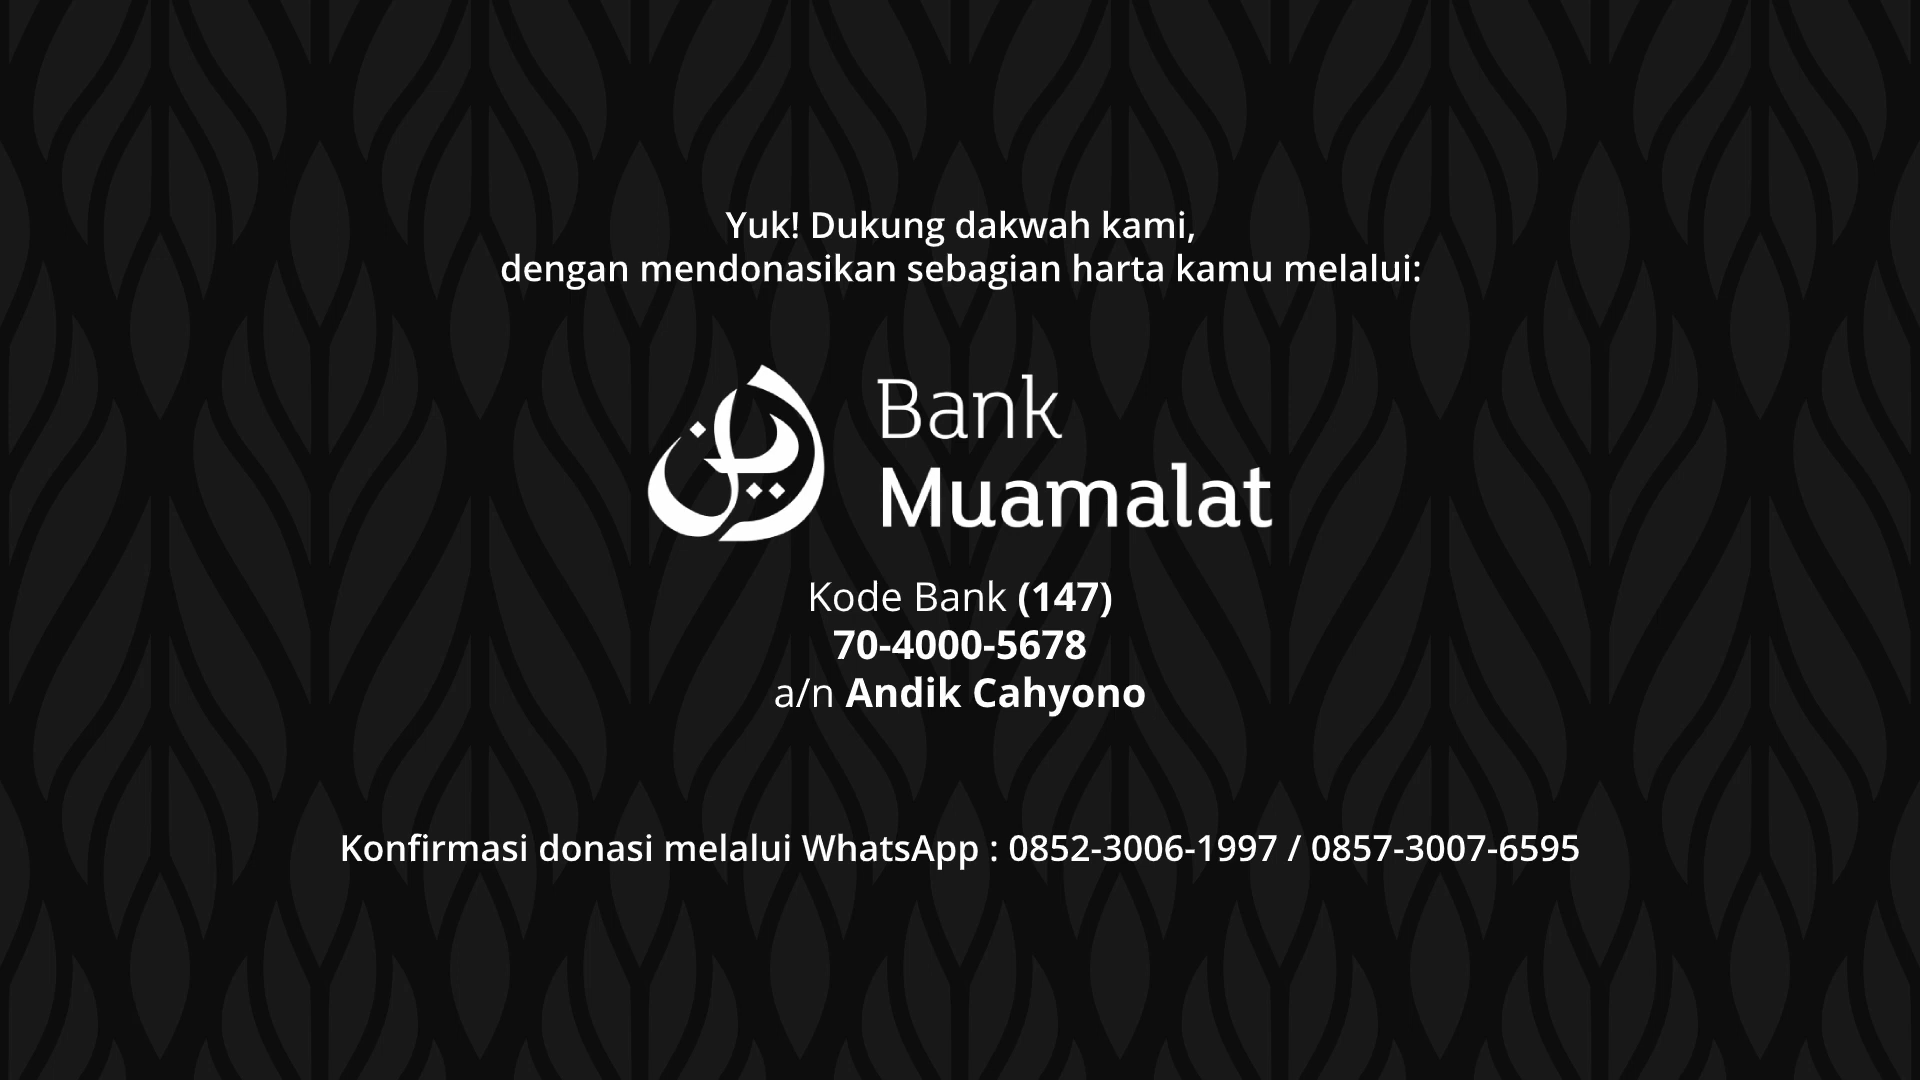 Yuk! Dukung dakwah kami,
dengan mendonasikan sebagian harta kamu melalui:
Bank
Muamalat
Kode Bank (147)
70-4000-5678
a/n Andik Cahyono
Konfirmasi donasi melalui WhatsApp : 0852-3006-1997 / 0857-3007-6595